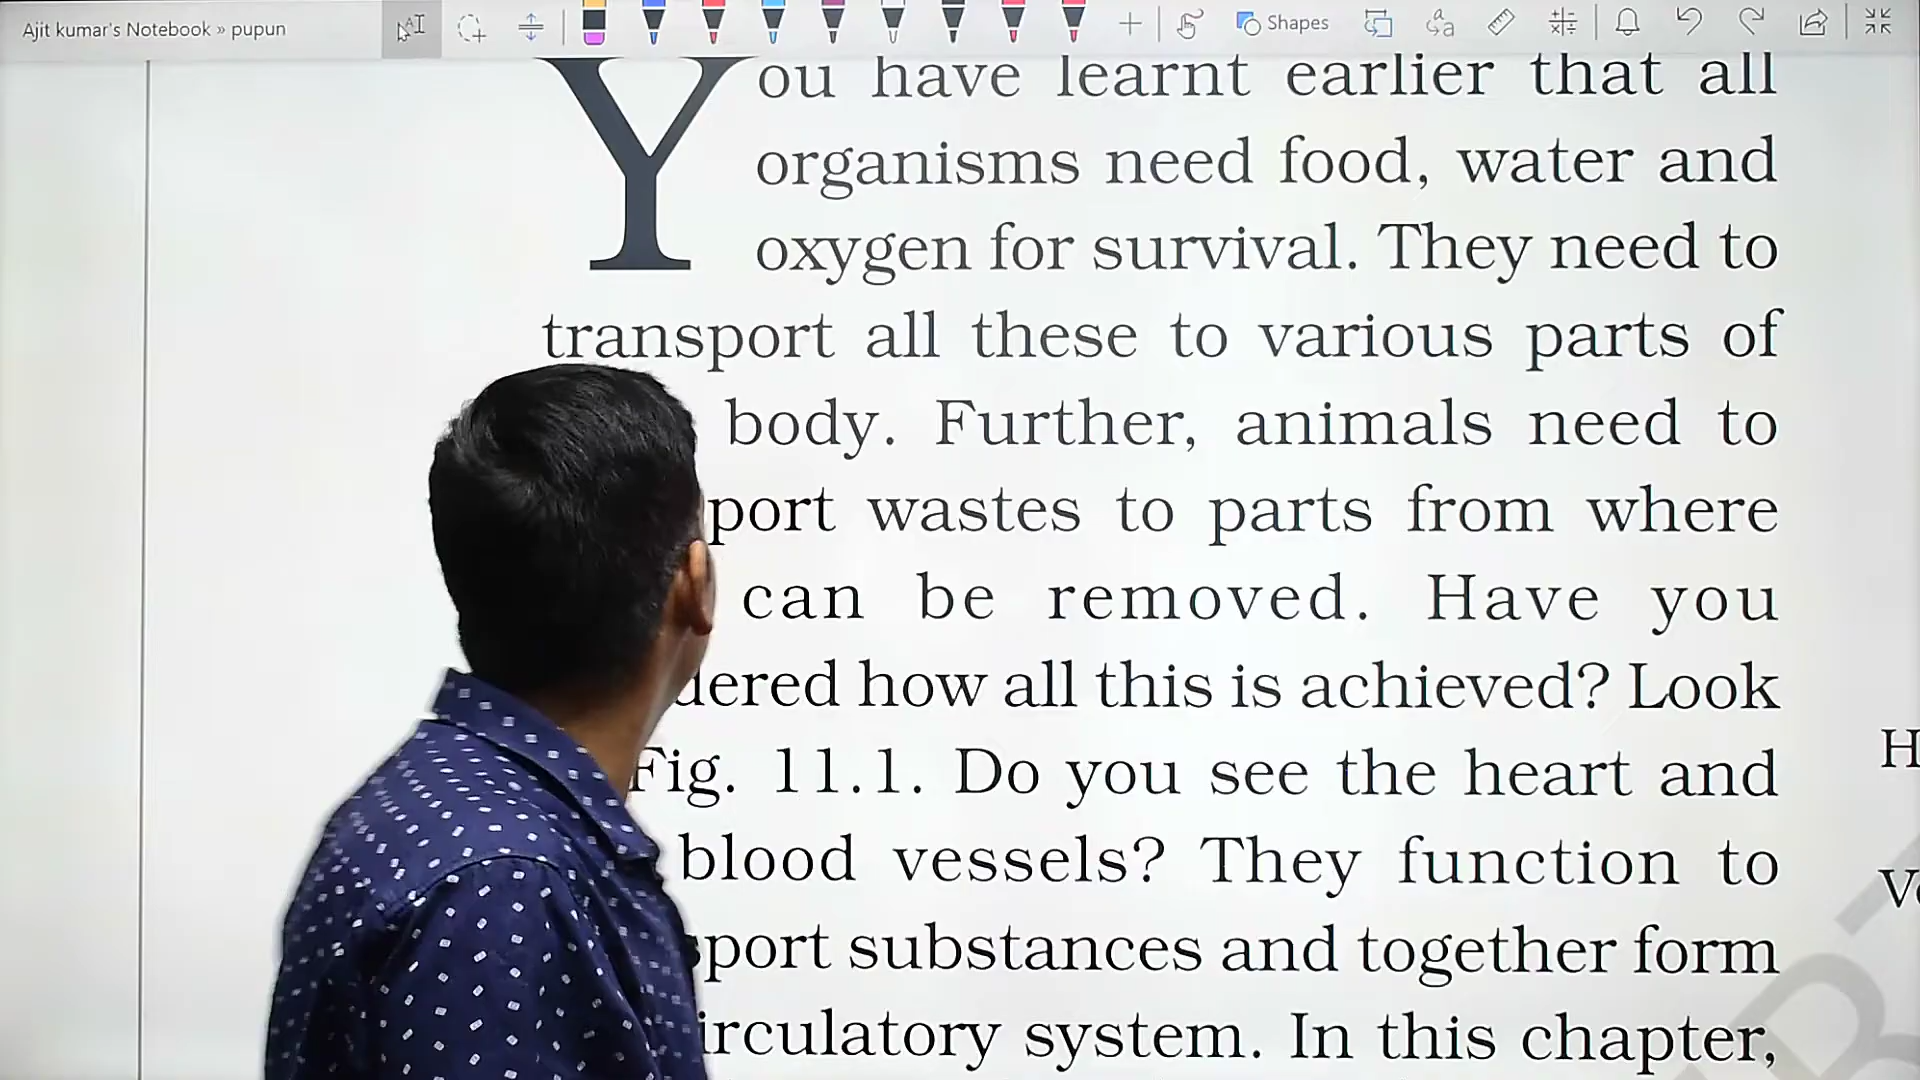 Ajit kumar's Notebook » pupun
Shapes
You have learnt earlier that all
organisms need food, water and
oxygen for survival. They need to
transport all these to various parts of
body. Further, animals need to
port wastes to parts from where
can be removed. Have you
dered how all this is achieved? Look
Fig. 11.1. Do you see the heart and
blood vessels? They function to
sport substances and together form
irculatory system. In this chapter,